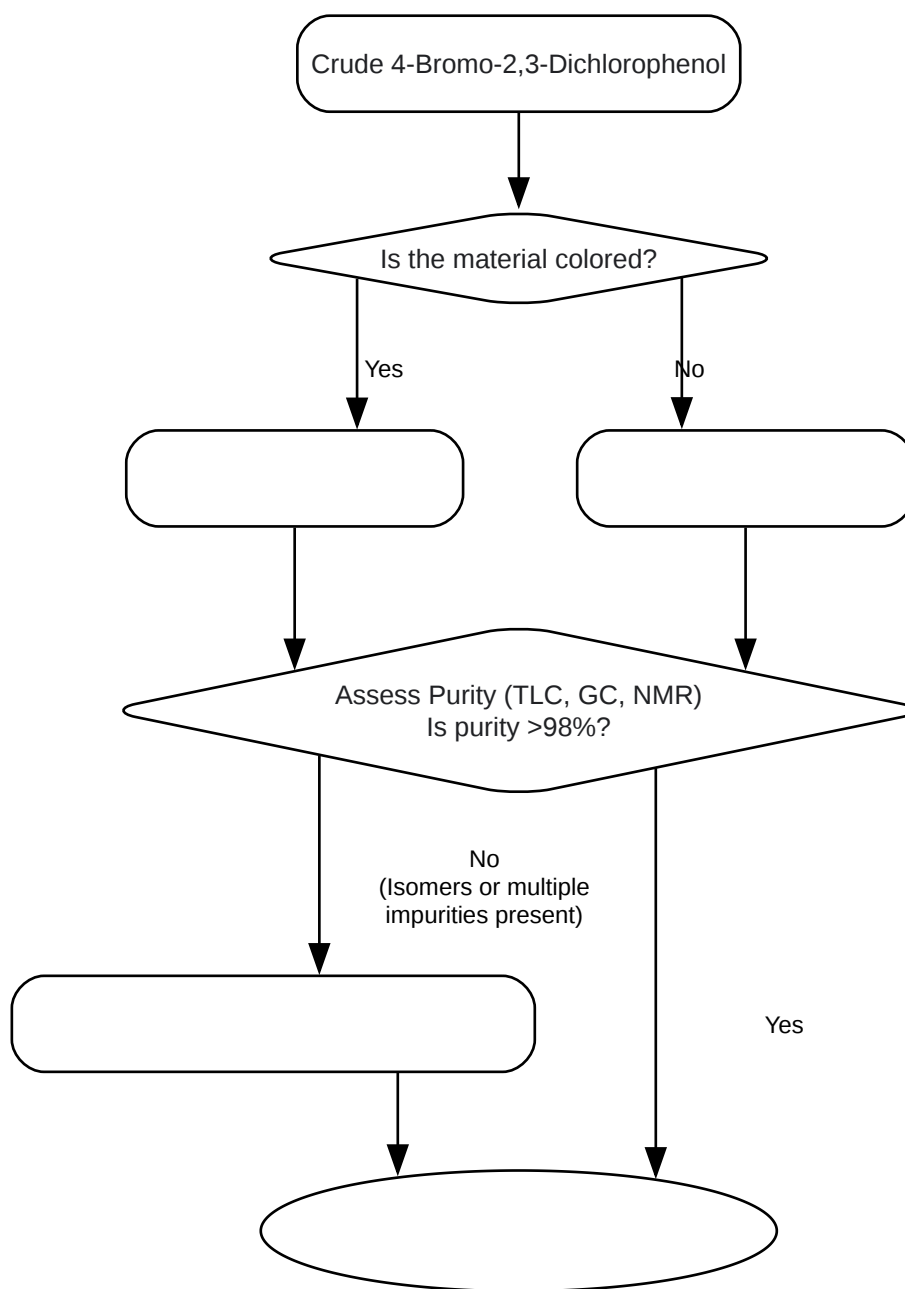 Crude 4-Bromo-2,3-Dichlorophenol
Is the material colored?
Yes
No
Assess Purity (TLC, GC, NMR)
Is purity >98%?
No
(Isomers or multiple
impurities present)
Yes